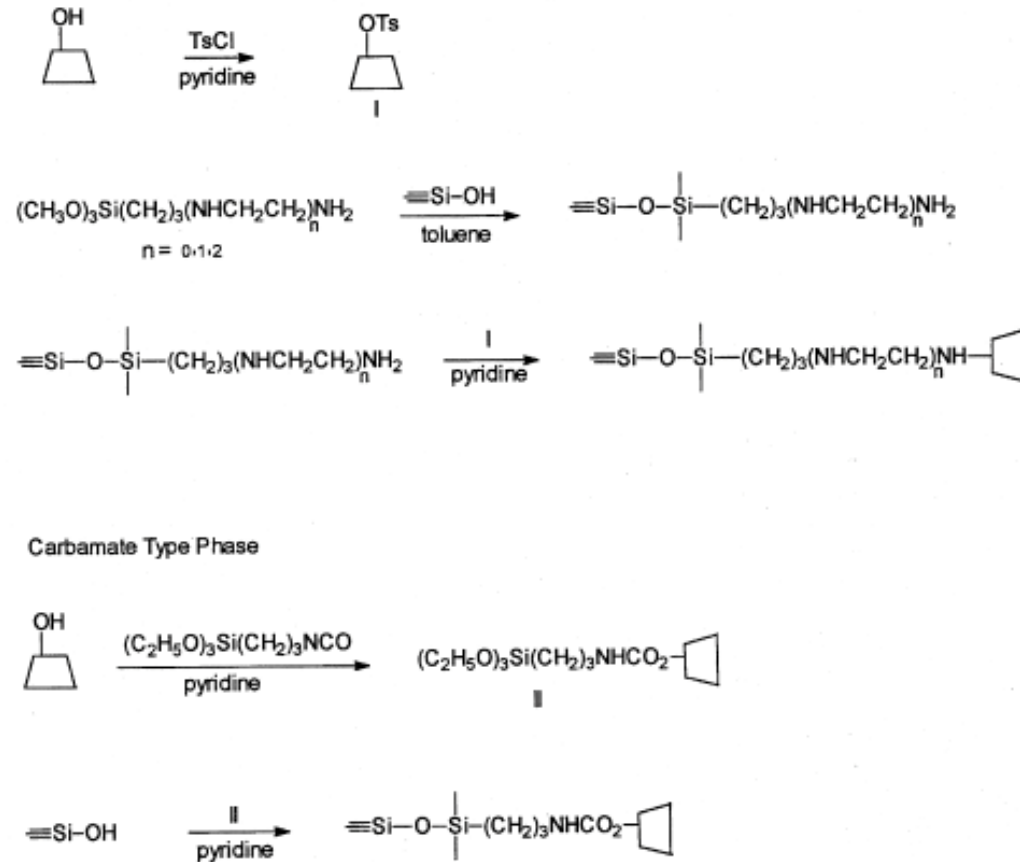 OH
TsCl
pyridine
OTs
I
(CH₃O)₃Si(CH₂)₃(NHCH₂CH₂)ₙNH₂
n = 0,1,2
≡Si–OH
toluene
≡Si–O–Si–(CH₂)₃(NHCH₂CH₂)ₙNH₂
≡Si–O–Si–(CH₂)₃(NHCH₂CH₂)ₙNH₂
I
pyridine
≡Si–O–Si–(CH₂)₃(NHCH₂CH₂)ₙNH
Carbamate Type Phase
OH
(C₂H₅O)₃Si(CH₂)₃NCO
pyridine
(C₂H₅O)₃Si(CH₂)₃NHCO₂
II
≡Si–OH
II
pyridine
≡Si–O–Si–(CH₂)₃NHCO₂